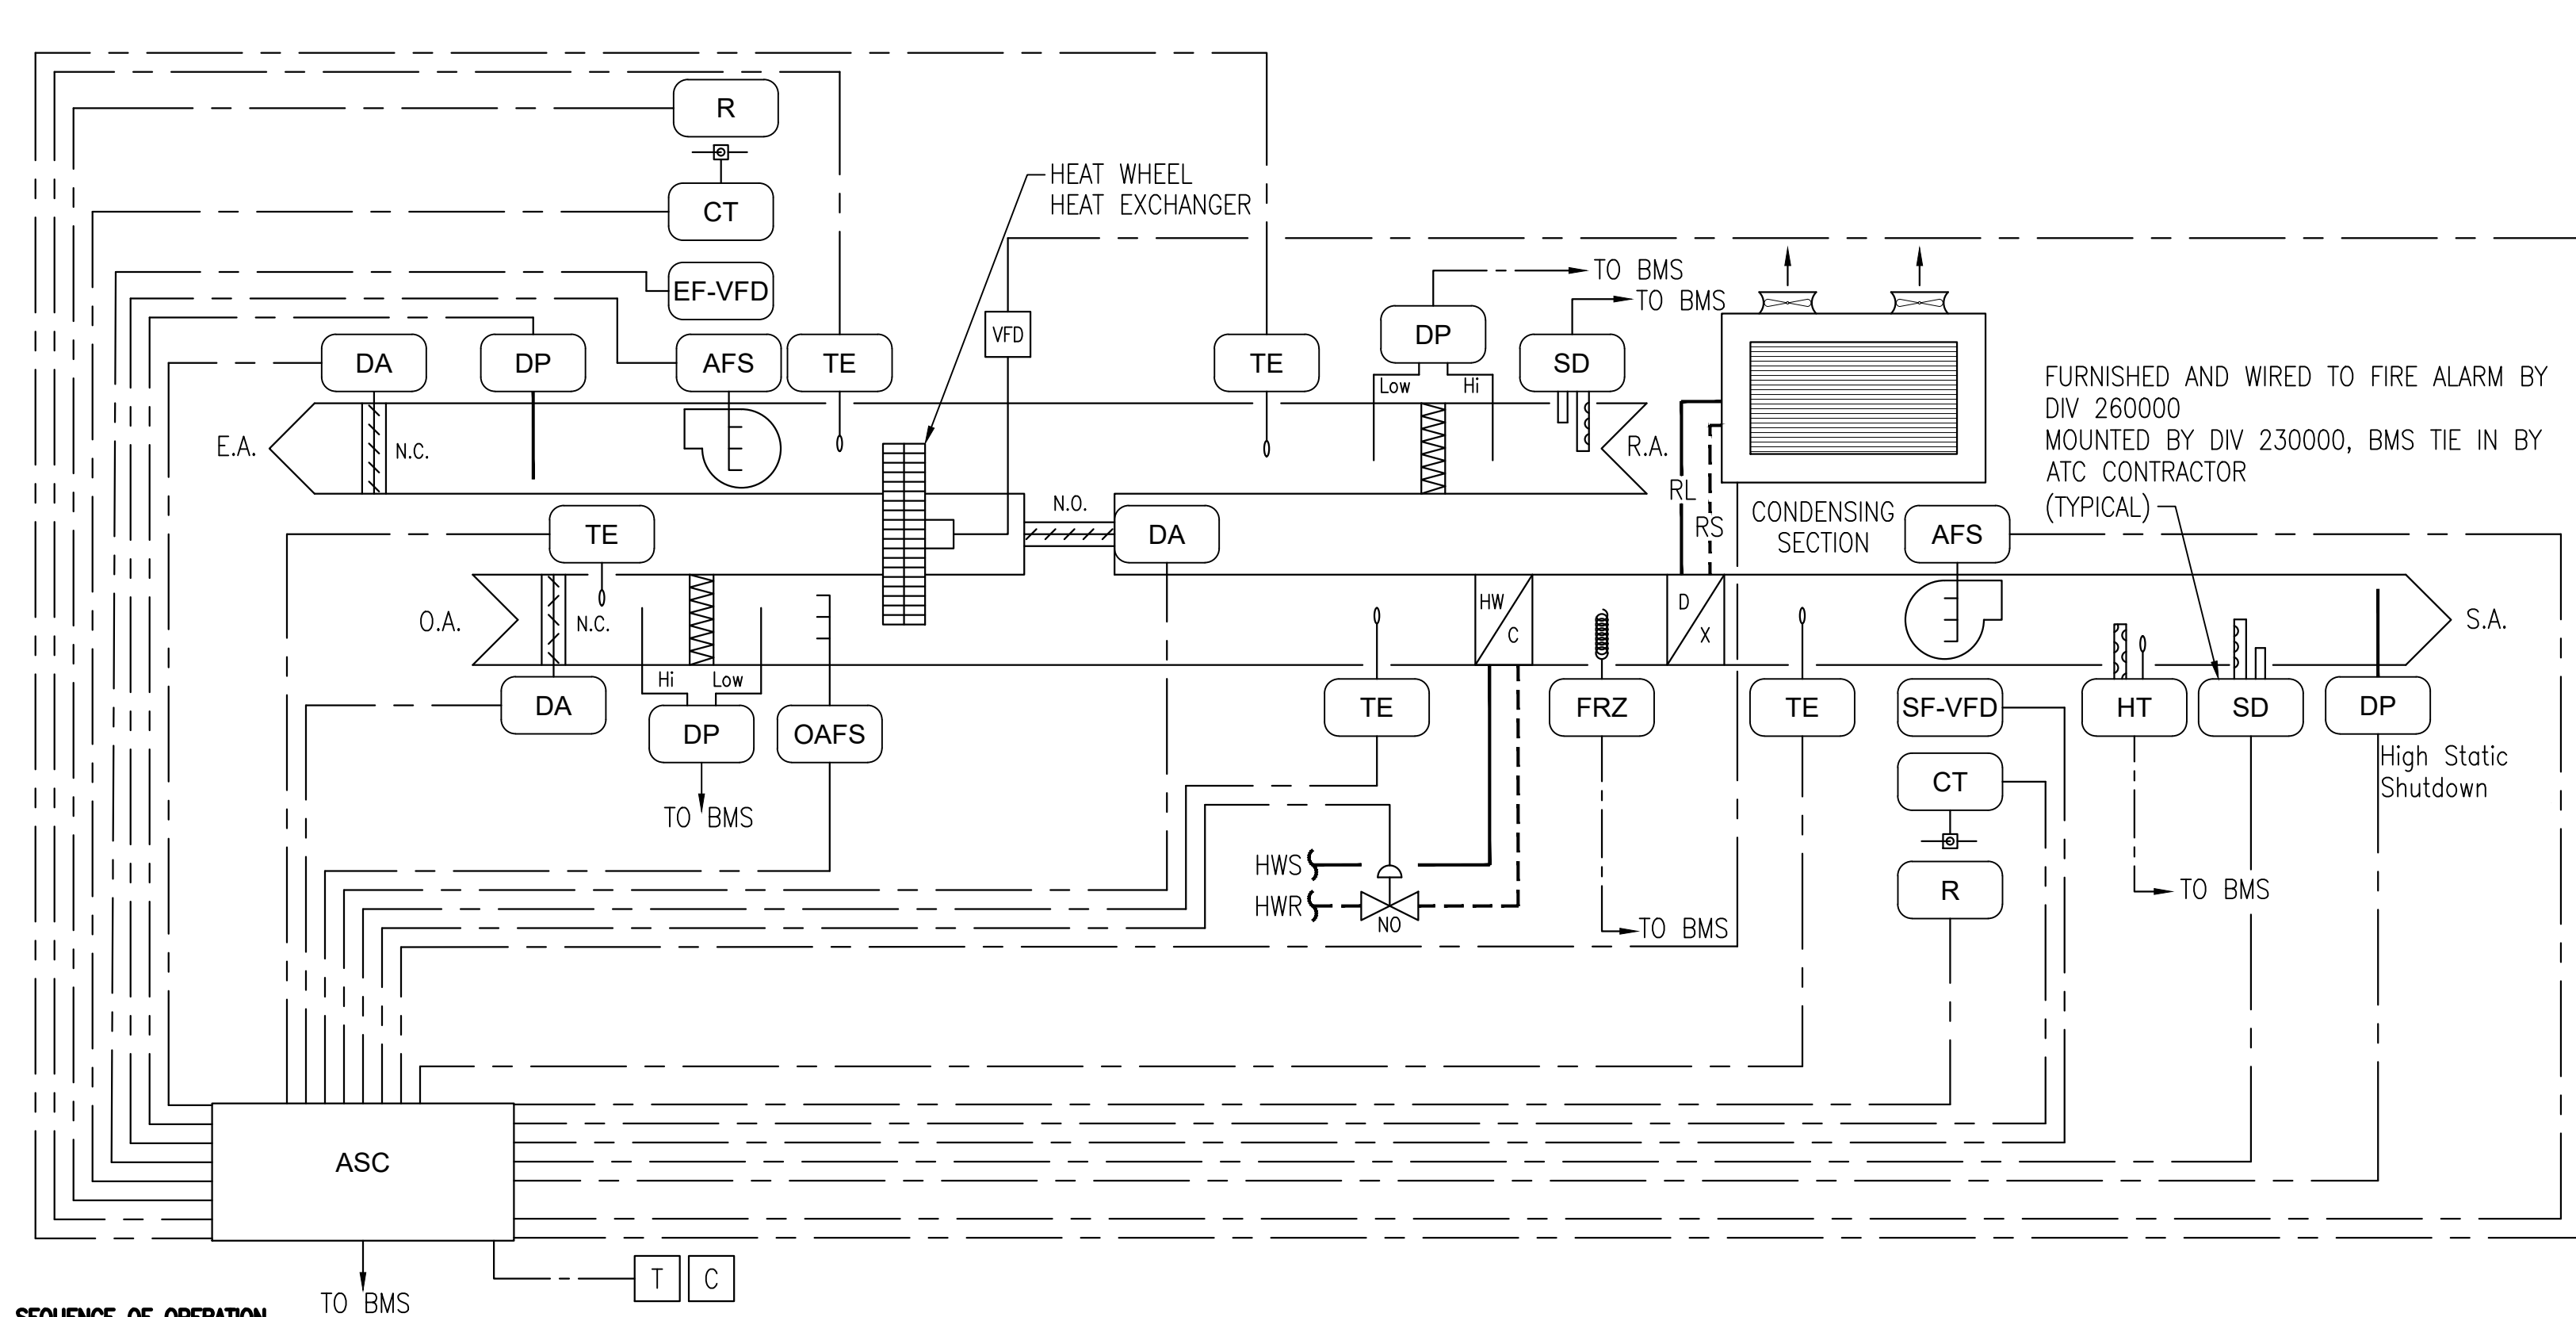 R
CT
EF-VFD
HEAT WHEEL
HEAT EXCHANGER
VFD
TO BMS
TO BMS
DA
DP
AFS
TE
TE
DP
SD
Low
Hi
E.A.
N.C.
R.A.
FURNISHED AND WIRED TO FIRE ALARM BY
DIV 260000
MOUNTED BY DIV 230000, BMS TIE IN BY
ATC CONTRACTOR
(TYPICAL)
RL
RS
CONDENSING
SECTION
AFS
TE
N.O.
DA
O.A.
N.C.
HW
C
D
X
S.A.
Hi
Low
DA
DP
OAFS
TE
FRZ
TE
SF-VFD
HT
SD
DP
High Static
Shutdown
CT
TO BMS
HWS
HWR
NO
R
TO BMS
TO BMS
ASC
T
C
TO BMS
SEQUENCE OF OPERATION